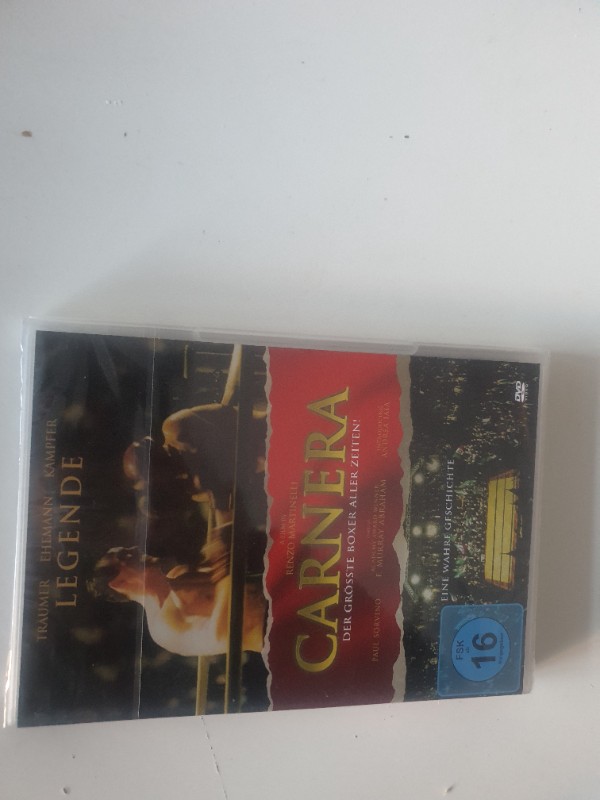 TRÄUMER EHEMANN KÄMPFER
LEGENDE
RENZO MARTINELLI
CARNERA
DER GRÖSSTE BOXER ALLER ZEITEN!
PAUL SORVINO
F. MURRAY ABRAHAM
ANDREA IAIA
EINE WAHRE GESCHICHTE
FSK
16
DVD